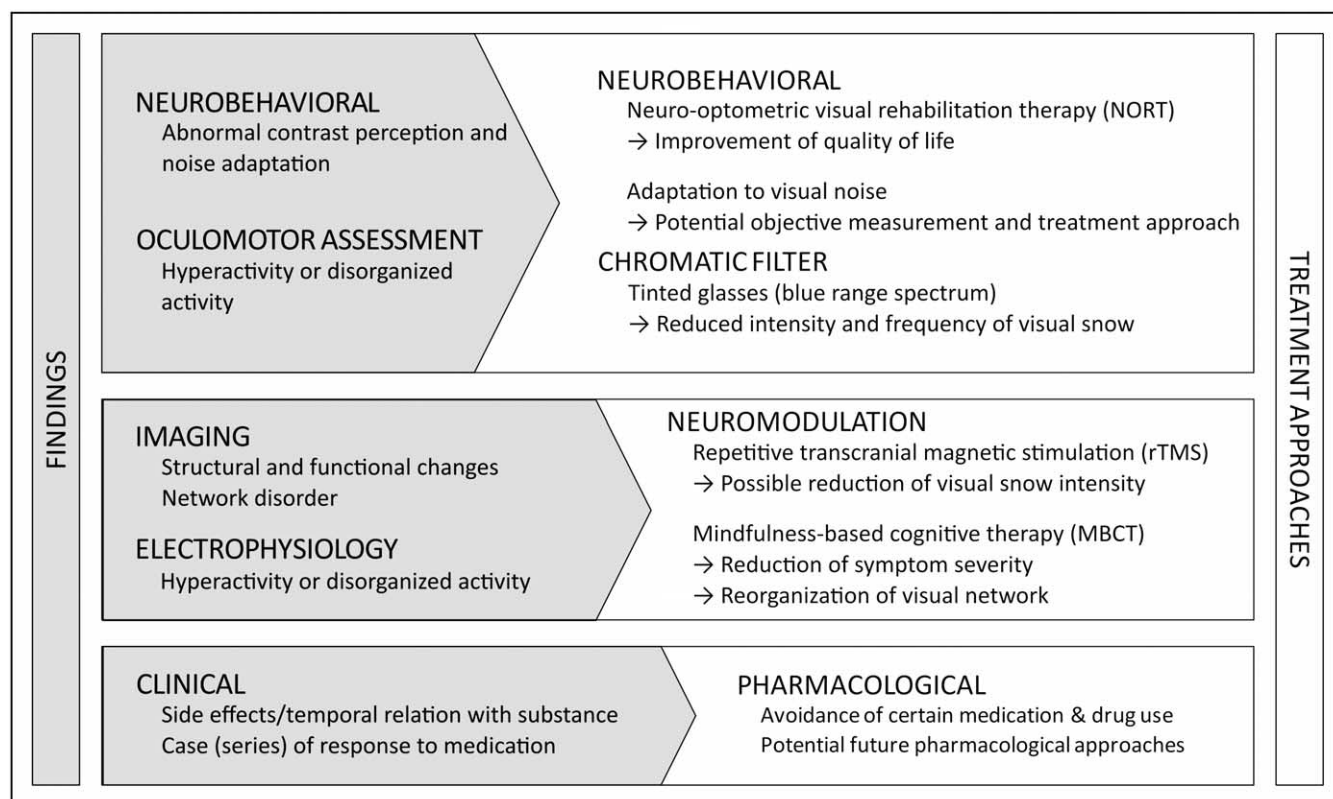 FINDINGS
NEUROBEHAVIORAL
Abnormal contrast perception and
noise adaptation
OCULOMOTOR ASSESSMENT
Hyperactivity or disorganized
activity
NEUROBEHAVIORAL
Neuro-optometric visual rehabilitation therapy (NORT)
→ Improvement of quality of life
Adaptation to visual noise
→ Potential objective measurement and treatment approach
CHROMATIC FILTER
Tinted glasses (blue range spectrum)
→ Reduced intensity and frequency of visual snow
IMAGING
Structural and functional changes
Network disorder
ELECTROPHYSIOLOGY
Hyperactivity or disorganized activity
NEUROMODULATION
Repetitive transcranial magnetic stimulation (rTMS)
→ Possible reduction of visual snow intensity
Mindfulness-based cognitive therapy (MBCT)
→ Reduction of symptom severity
→ Reorganization of visual network
CLINICAL
Side effects/temporal relation with substance
Case (series) of response to medication
PHARMACOLOGICAL
Avoidance of certain medication & drug use
Potential future pharmacological approaches
TREATMENT APPROACHES